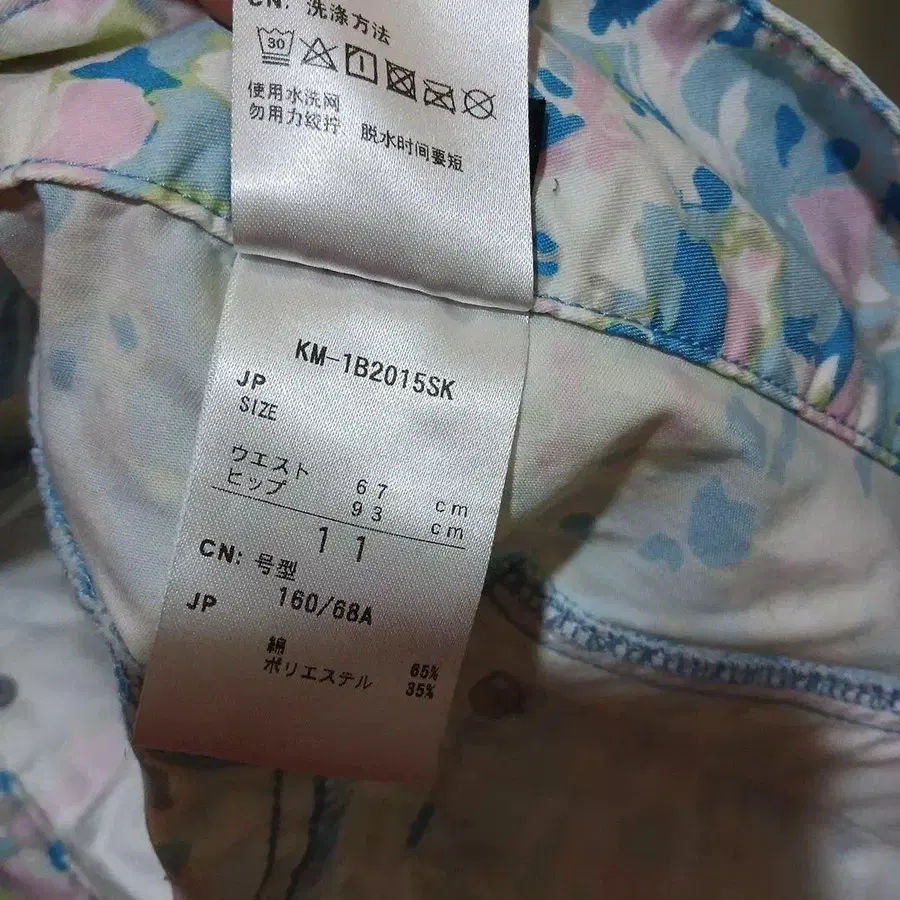 CN: 洗涤方法
30
使用水洗网
勿用力绞拧 脱水时间要短
KM-1B2015SK
JP
SIZE
ウエスト 67 cm
ヒップ 93 cm
11
CN: 号型
160/68A
JP
綿 65%
ポリエステル 35%